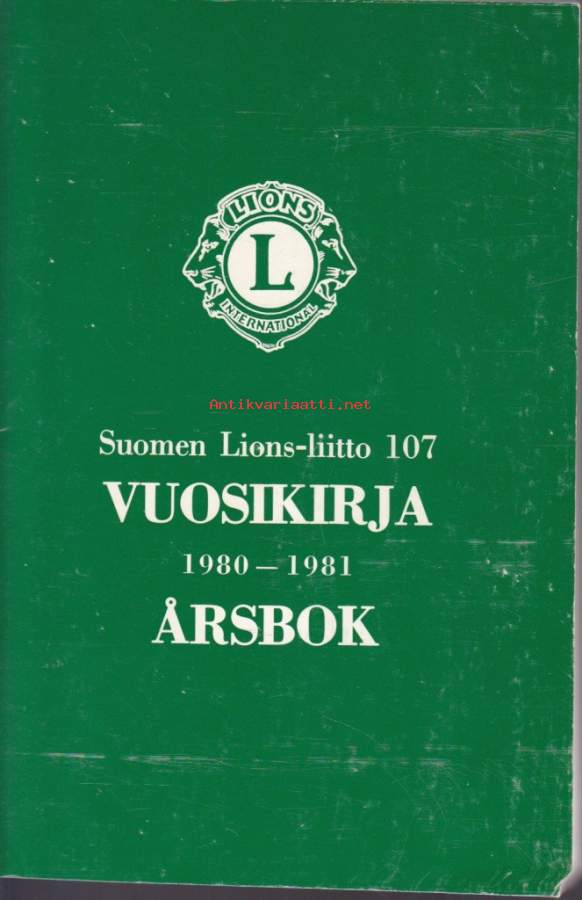 LIONS
L
INTERNATIONAL
Antikvariaatti.net
Suomen Lions-liitto 107
VUOSIKIRJA
1980 — 1981
ÅRSBOK